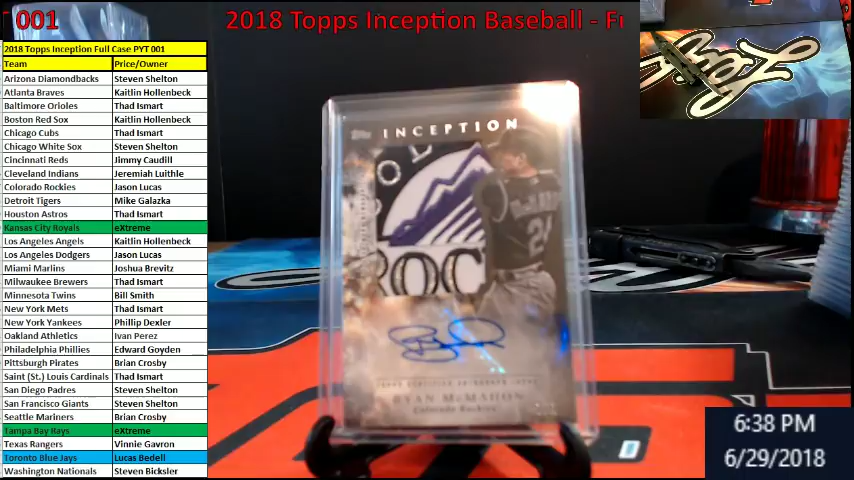 001
2018 Topps Inception Baseball - Fu
2018 Topps Inception Full Case PYT 001
Team Price/Owner
Arizona Diamondbacks Steven Shelton
Atlanta Braves Kaitlin Hollenbeck
Baltimore Orioles Thad Ismart
Boston Red Sox Kaitlin Hollenbeck
Chicago Cubs Thad Ismart
Chicago White Sox Steven Shelton
Cincinnati Reds Jimmy Caudill
Cleveland Indians Jeremiah Luithle
Colorado Rockies Jason Lucas
Detroit Tigers Mike Galazka
Houston Astros Thad Ismart
Kansas City Royals eXtreme
Los Angeles Angels Kaitlin Hollenbeck
Los Angeles Dodgers Jason Lucas
Miami Marlins Joshua Brevitz
Milwaukee Brewers Thad Ismart
Minnesota Twins Bill Smith
New York Mets Thad Ismart
New York Yankees Phillip Dexler
Oakland Athletics Ivan Perez
Philadelphia Phillies Edward Goyden
Pittsburgh Pirates Brian Crosby
Saint (St.) Louis Cardinals Thad Ismart
San Diego Padres Steven Shelton
San Francisco Giants Steven Shelton
Seattle Mariners Brian Crosby
Tampa Bay Rays eXtreme
Texas Rangers Vinnie Gavron
Toronto Blue Jays Lucas Bedell
Washington Nationals Steven Bicksler
Topps INCEPTION
COL
ROC
24
TOPPS CERTIFIED AUTOGRAPH ISSUE
RYAN McMAHON
Colorado Rockies
6:38 PM
6/29/2018